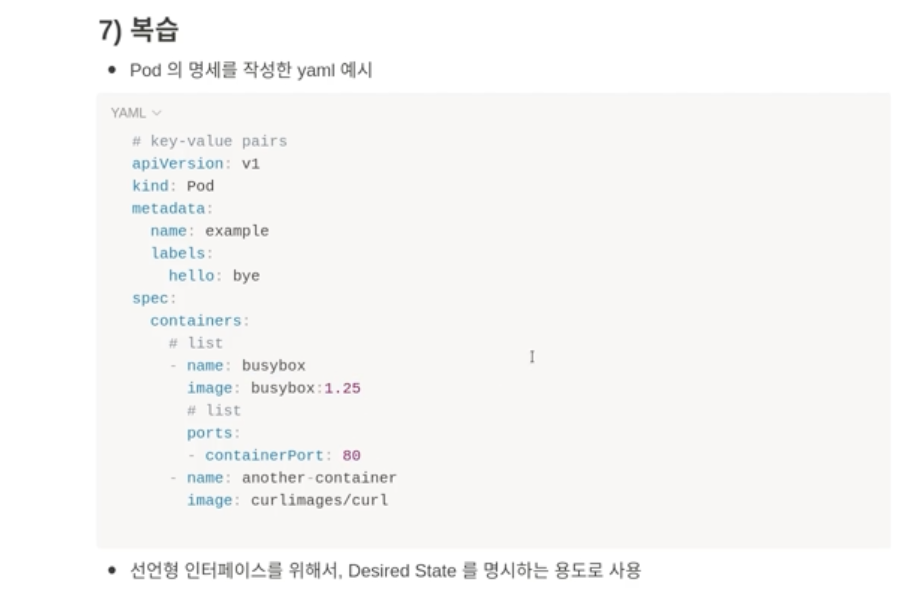 7) 복습
• Pod 의 명세를 작성한 yaml 예시
YAML
# key-value pairs
apiVersion: v1
kind: Pod
metadata:
  name: example
  labels:
    hello: bye
spec:
  containers:
    # list
    - name: busybox
      image: busybox:1.25
      # list
      ports:
      - containerPort: 80
    - name: another-container
      image: curlimages/curl
• 선언형 인터페이스를 위해서, Desired State 를 명시하는 용도로 사용